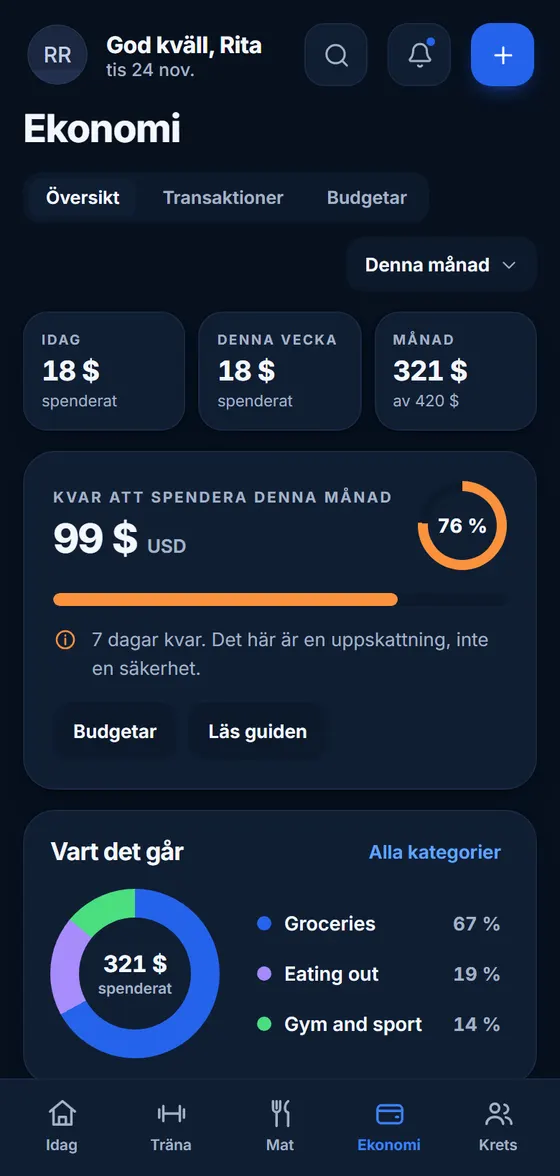 RR
God kväll, Rita
tis 24 nov.
Ekonomi
Översikt
Transaktioner
Budgetar
Denna månad
IDAG
18 $
spenderat
DENNA VECKA
18 $
spenderat
MÅNAD
321 $
av 420 $
KVAR ATT SPENDERA DENNA MÅNAD
99 $ USD
76 %
7 dagar kvar. Det här är en uppskattning, inte
en säkerhet.
Budgetar
Läs guiden
Vart det går
Alla kategorier
321 $
spenderat
Groceries 67 %
Eating out 19 %
Gym and sport 14 %
Idag
Träna
Mat
Ekonomi
Krets